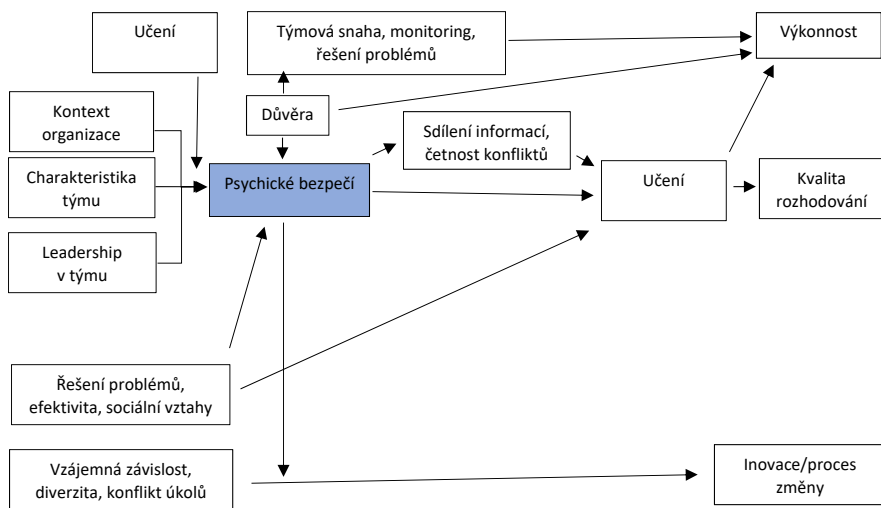 Učení
Týmová snaha, monitoring,
řešení problémů
Výkonnost
Kontext
organizace
Důvěra
Sdílení informací,
četnost konfliktů
Charakteristika
týmu
Psychické bezpečí
Učení
Kvalita
rozhodování
Leadership
v týmu
Řešení problémů,
efektivita, sociální vztahy
Vzájemná závislost,
diverzita, konflikt úkolů
Inovace/proces
změny